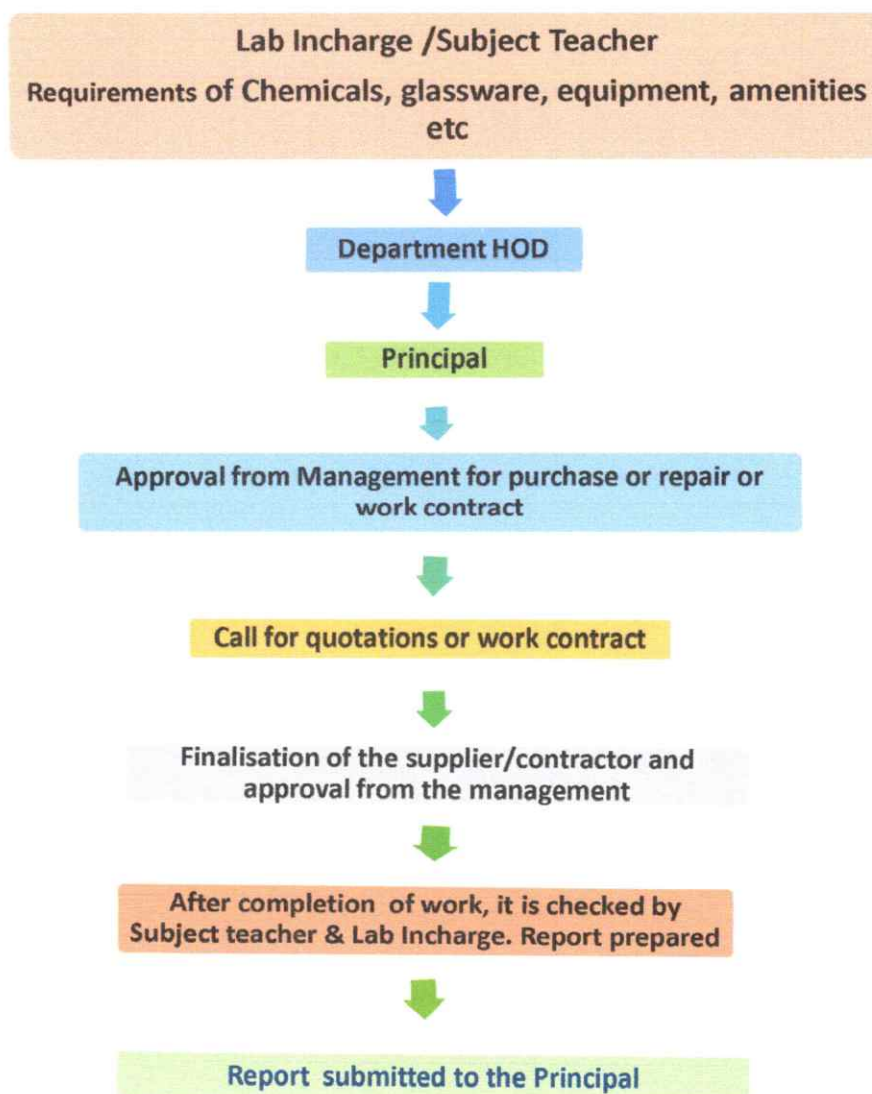 Lab Incharge /Subject Teacher
Requirements of Chemicals, glassware, equipment, amenities
etc
Department HOD
Principal
Approval from Management for purchase or repair or
work contract
Call for quotations or work contract
Finalisation of the supplier/contractor and
approval from the management
After completion of work, it is checked by
Subject teacher & Lab Incharge. Report prepared
Report submitted to the Principal